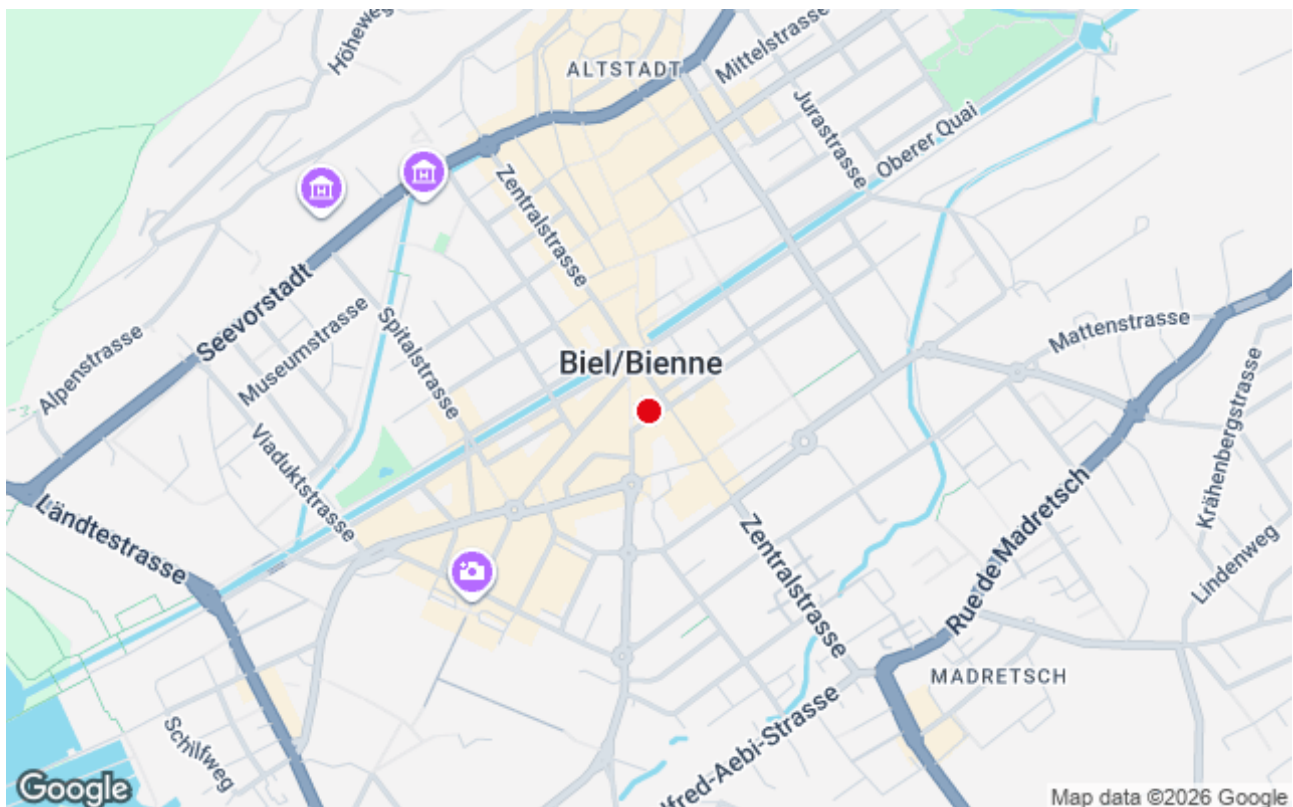 Höheweg
ALTSTADT
Mittelstrasse
Jurastrasse
Oberer Quai
Zentralstrasse
Seevorstadt
Museumstrasse
Spitalstrasse
Alpenstrasse
Mattenstrasse
Biel/Bienne
Krähenbergstrasse
Viaduktstrasse
Ländtestrasse
Zentralstrasse
Rue de Madretsch
Lindenweg
MADRETSCH
Schilfweg
lfred-Aebi-Strasse
Google
Map data ©2026 Google